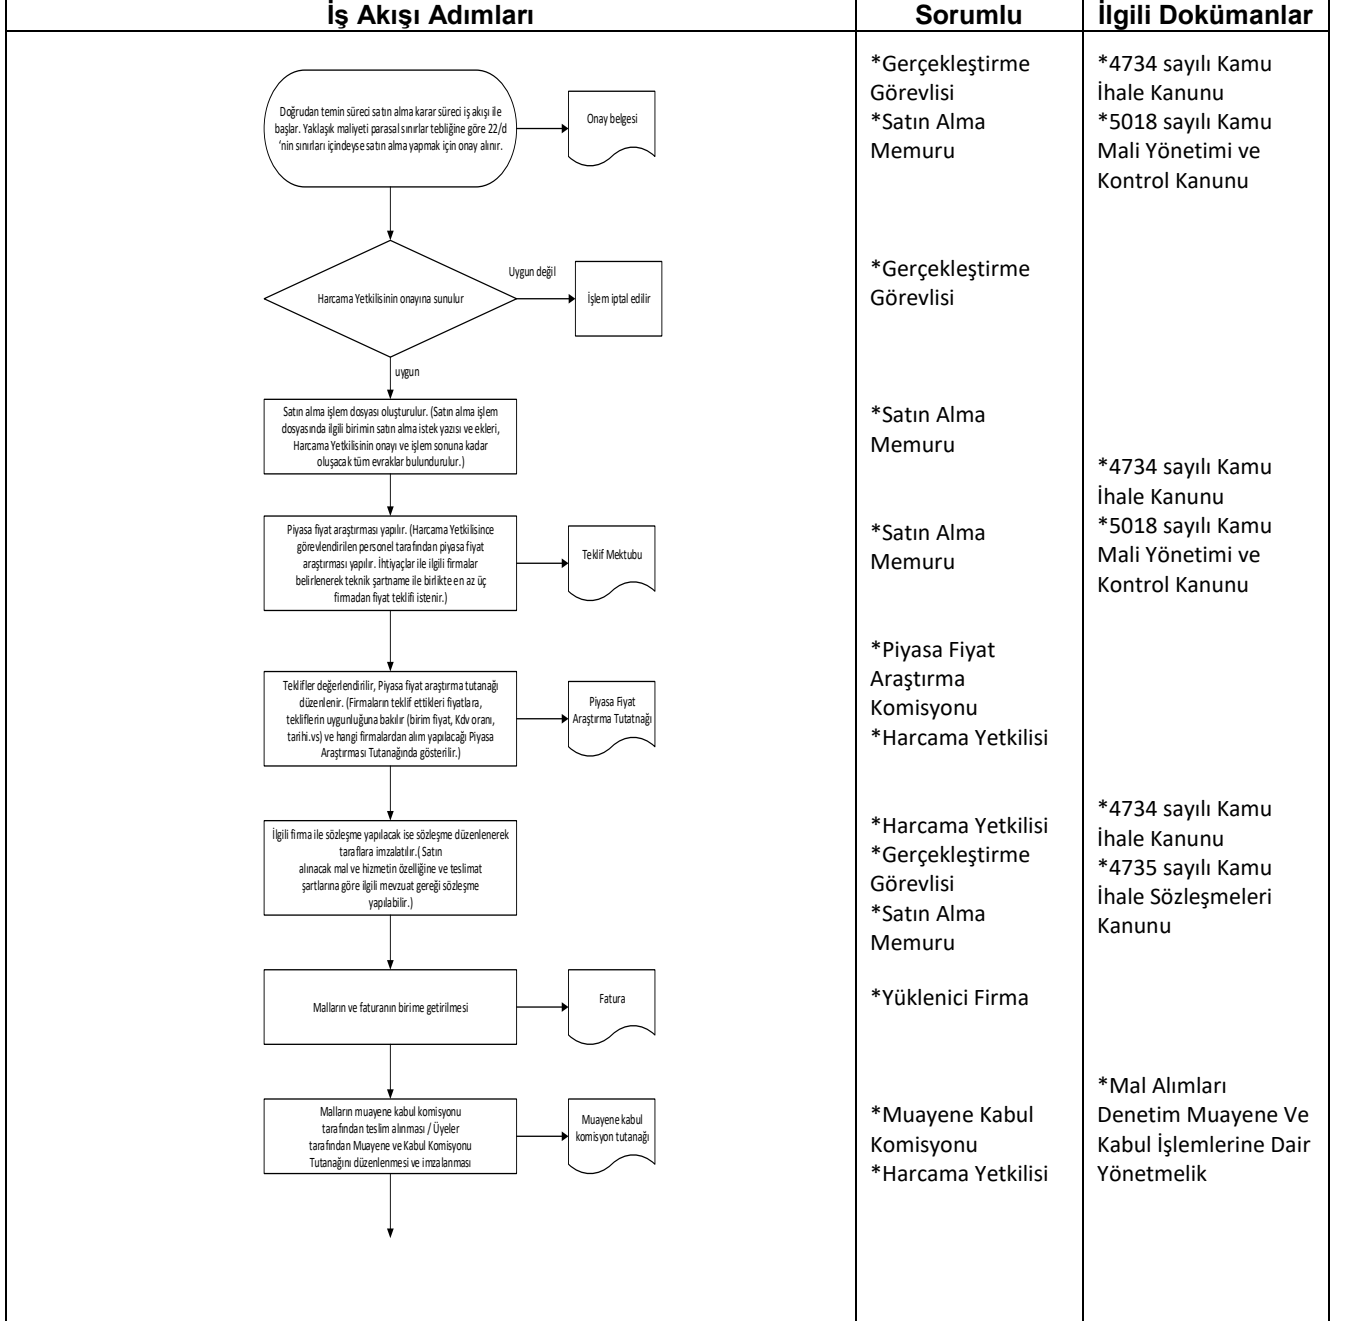 İş Akışı Adımları
Sorumlu
İlgili Dokümanlar
Doğrudan temin süreci satın alma karar süreci iş akışı ile
başlar. Yaklaşık maliyeti parasal sınırlar tebliğine göre 22/d
‘nin sınırları içindeyse satın alma yapmak için onay alınır.
Onay belgesi
*Gerçekleştirme
Görevlisi
*Satın Alma
Memuru
*4734 sayılı Kamu
İhale Kanunu
*5018 sayılı Kamu
Mali Yönetimi ve
Kontrol Kanunu
Harcama Yetkilisinin onayına sunulur
Uygun değil
İşlem iptal edilir
*Gerçekleştirme
Görevlisi
uygun
Satın alma işlem dosyası oluşturulur. (Satın alma işlem
dosyasında ilgili birimin satın alma istek yazısı ve ekleri,
Harcama Yetkilisinin onayı ve işlem sonuna kadar
oluşacak tüm evraklar bulundurulur.)
*Satın Alma
Memuru
Piyasa fiyat araştırması yapılır. (Harcama Yetkilisince
görevlendirilen personel tarafından piyasa fiyat
araştırması yapılır. İhtiyaçlar ile ilgili firmalar
belirlenerek teknik şartname ile birlikte en az üç
firmadan fiyat teklifi istenir.)
Teklif Mektubu
*Satın Alma
Memuru
*4734 sayılı Kamu
İhale Kanunu
*5018 sayılı Kamu
Mali Yönetimi ve
Kontrol Kanunu
Teklifler değerlendirilir, Piyasa fiyat araştırma tutanağı
düzenlenir. (Firmaların teklif ettikleri fiyatlara,
tekliflerin uygunluğuna bakılır (birim fiyat, Kdv oranı,
tarihi.vs) ve hangi firmalardan alım yapılacağı Piyasa
Araştırması Tutanağında gösterilir.)
Piyasa Fiyat
Araştırma Tutatnağı
*Piyasa Fiyat
Araştırma
Komisyonu
*Harcama Yetkilisi
İlgili firma ile sözleşme yapılacak ise sözleşme düzenlenerek
taraflara imzalatılır.( Satın
alınacak mal ve hizmetin özelliğine ve teslimat
şartlarına göre ilgili mevzuat gereği sözleşme
yapılabilir.)
*Harcama Yetkilisi
*Gerçekleştirme
Görevlisi
*Satın Alma
Memuru
*4734 sayılı Kamu
İhale Kanunu
*4735 sayılı Kamu
İhale Sözleşmeleri
Kanunu
Malların ve faturanın birime getirilmesi
Fatura
*Yüklenici Firma
Malların muayene kabul komisyonu
tarafından teslim alınması / Üyeler
tarafından Muayene ve Kabul Komisyonu
Tutanağını düzenlenmesi ve imzalanması
Muayene kabul
komisyon tutanağı
*Muayene Kabul
Komisyonu
*Harcama Yetkilisi
*Mal Alımları
Denetim Muayene Ve
Kabul İşlemlerine Dair
Yönetmelik